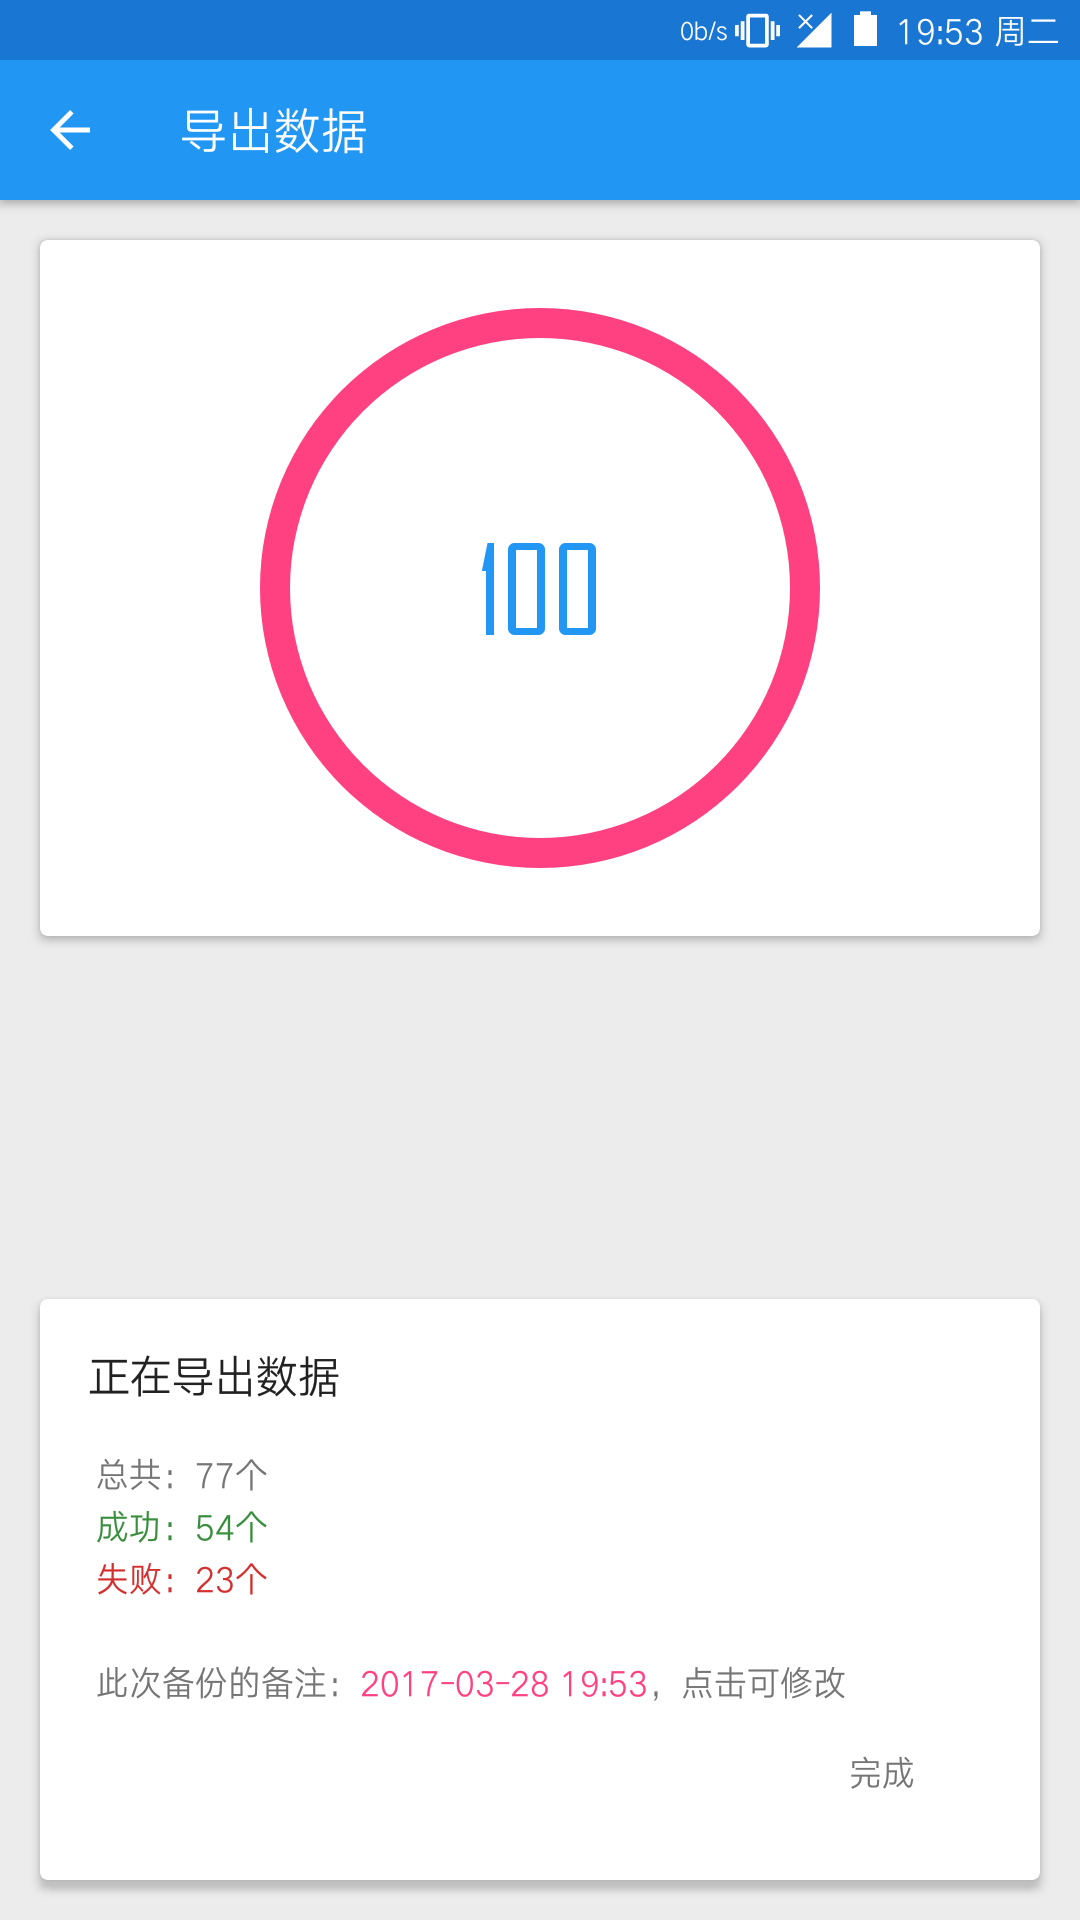 0b/s 19:53 周二
导出数据
100
正在导出数据
总共：77个
成功：54个
失败：23个
此次备份的备注：2017-03-28 19:53，点击可修改
完成